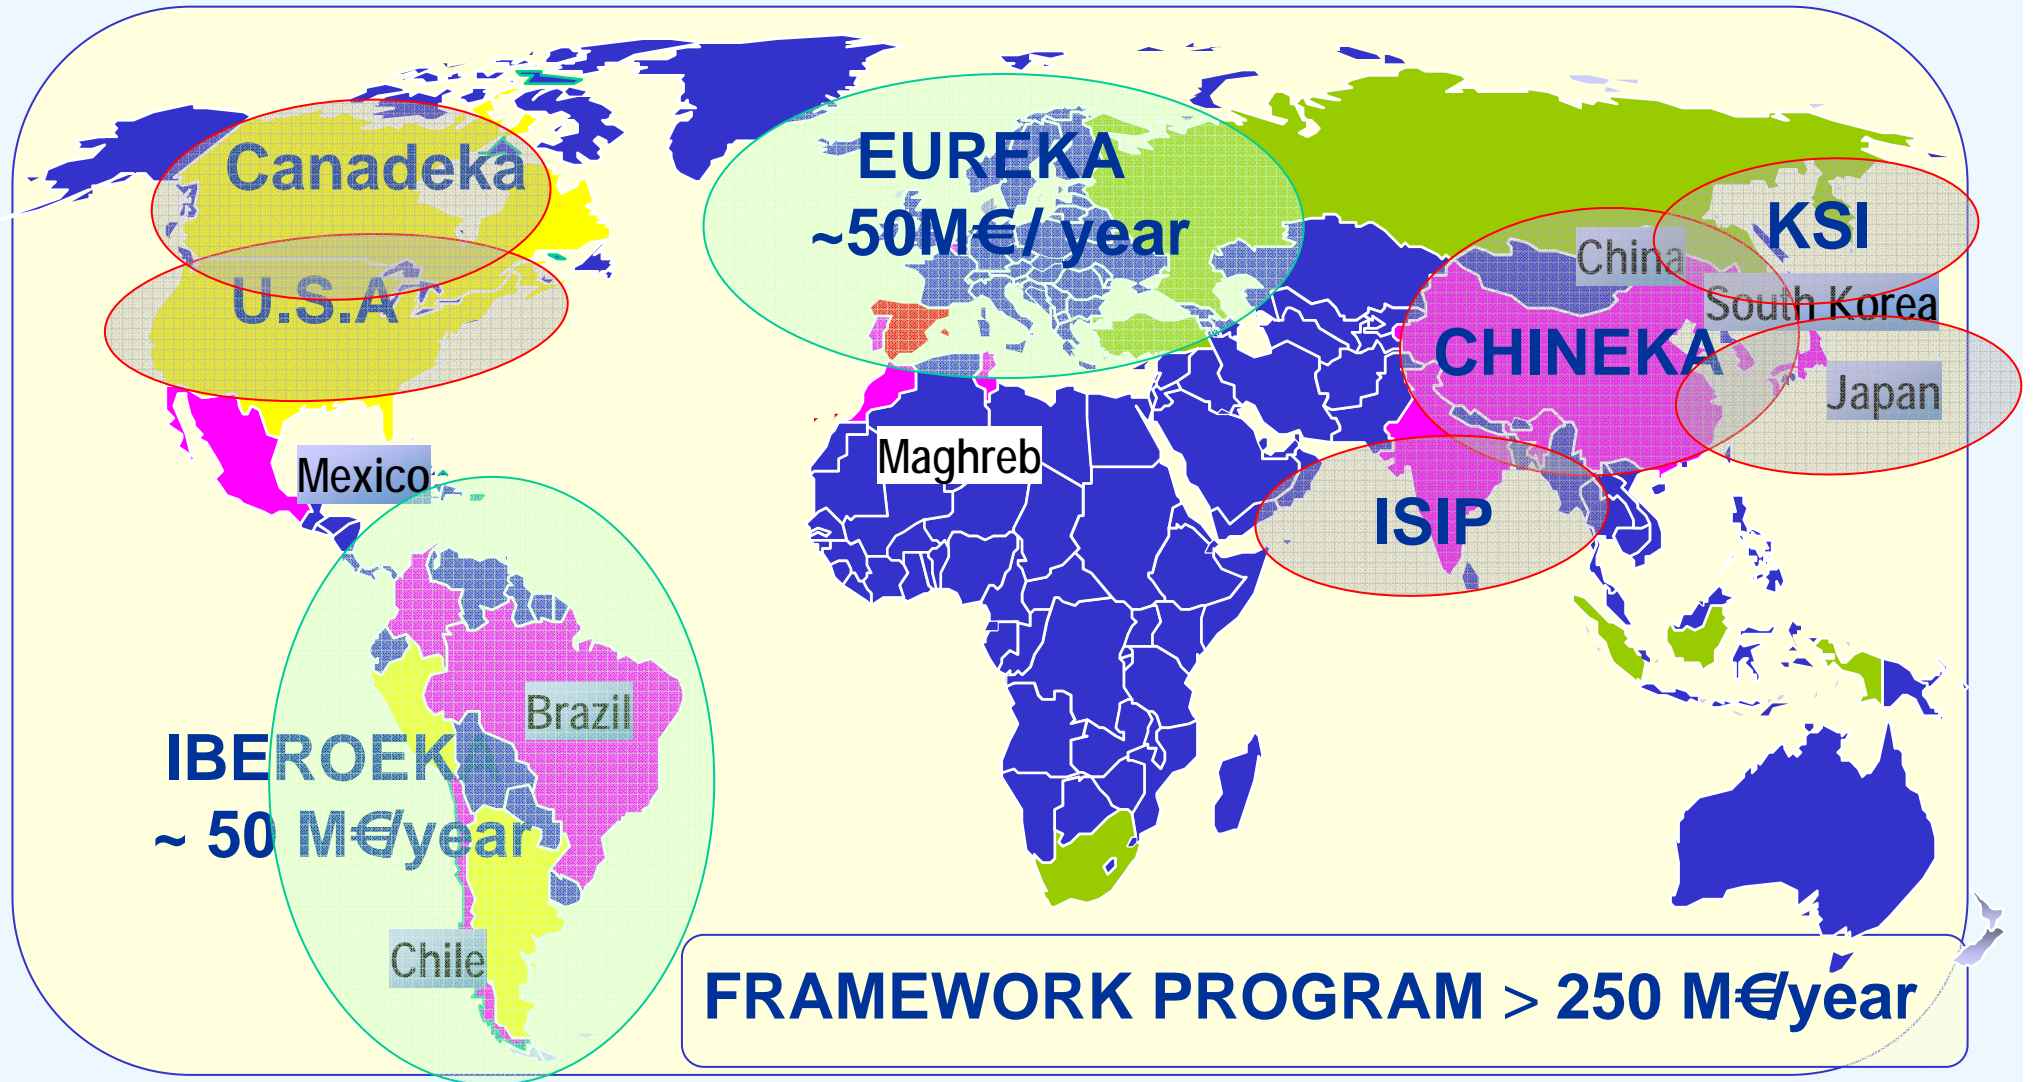 Canadeka
U.S.A
EUREKA
~50M€/ year
KSI
China
South Korea
CHINEKA
Japan
Mexico
Maghreb
ISIP
Brazil
IBEROEKA
~ 50 M€/year
Chile
FRAMEWORK PROGRAM > 250 M€/year